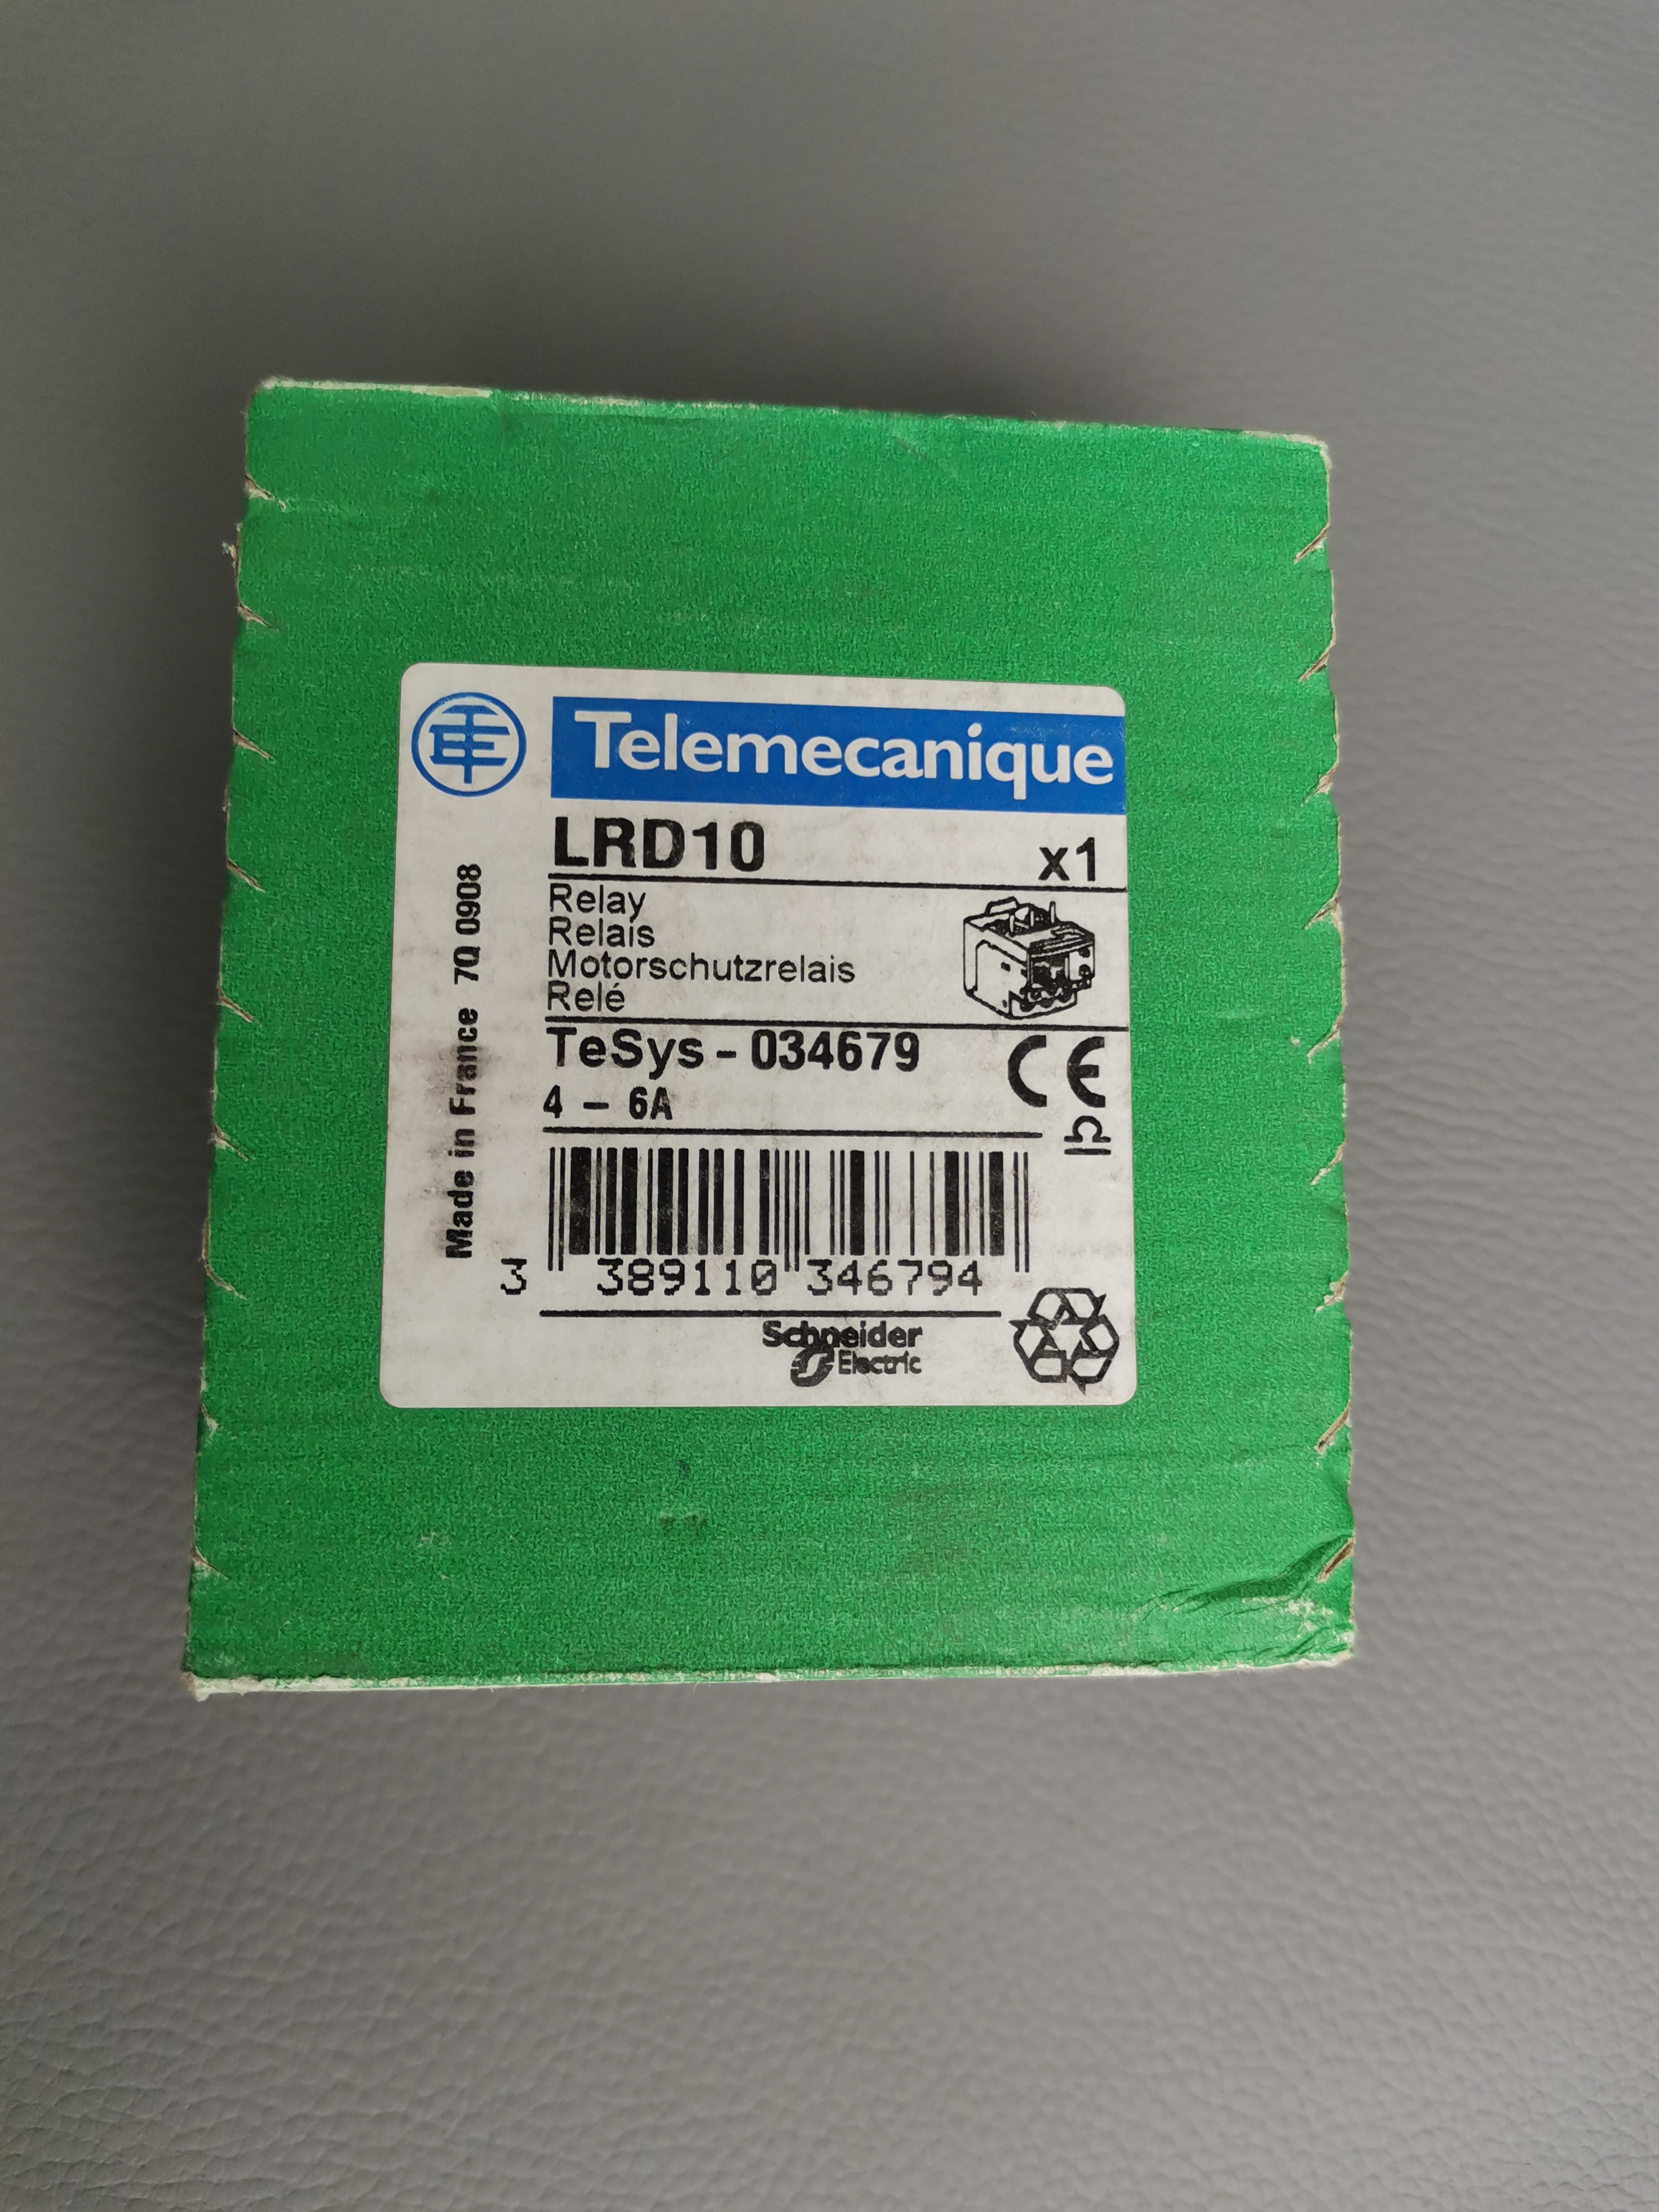 Telemecanique
LRD10 x1
Relay
Relais
Motorschutzrelais
Relé
TeSys - 034679
4 - 6A
CE
3 389110 346794
Schneider
Electric
Made in France 7Q 0908